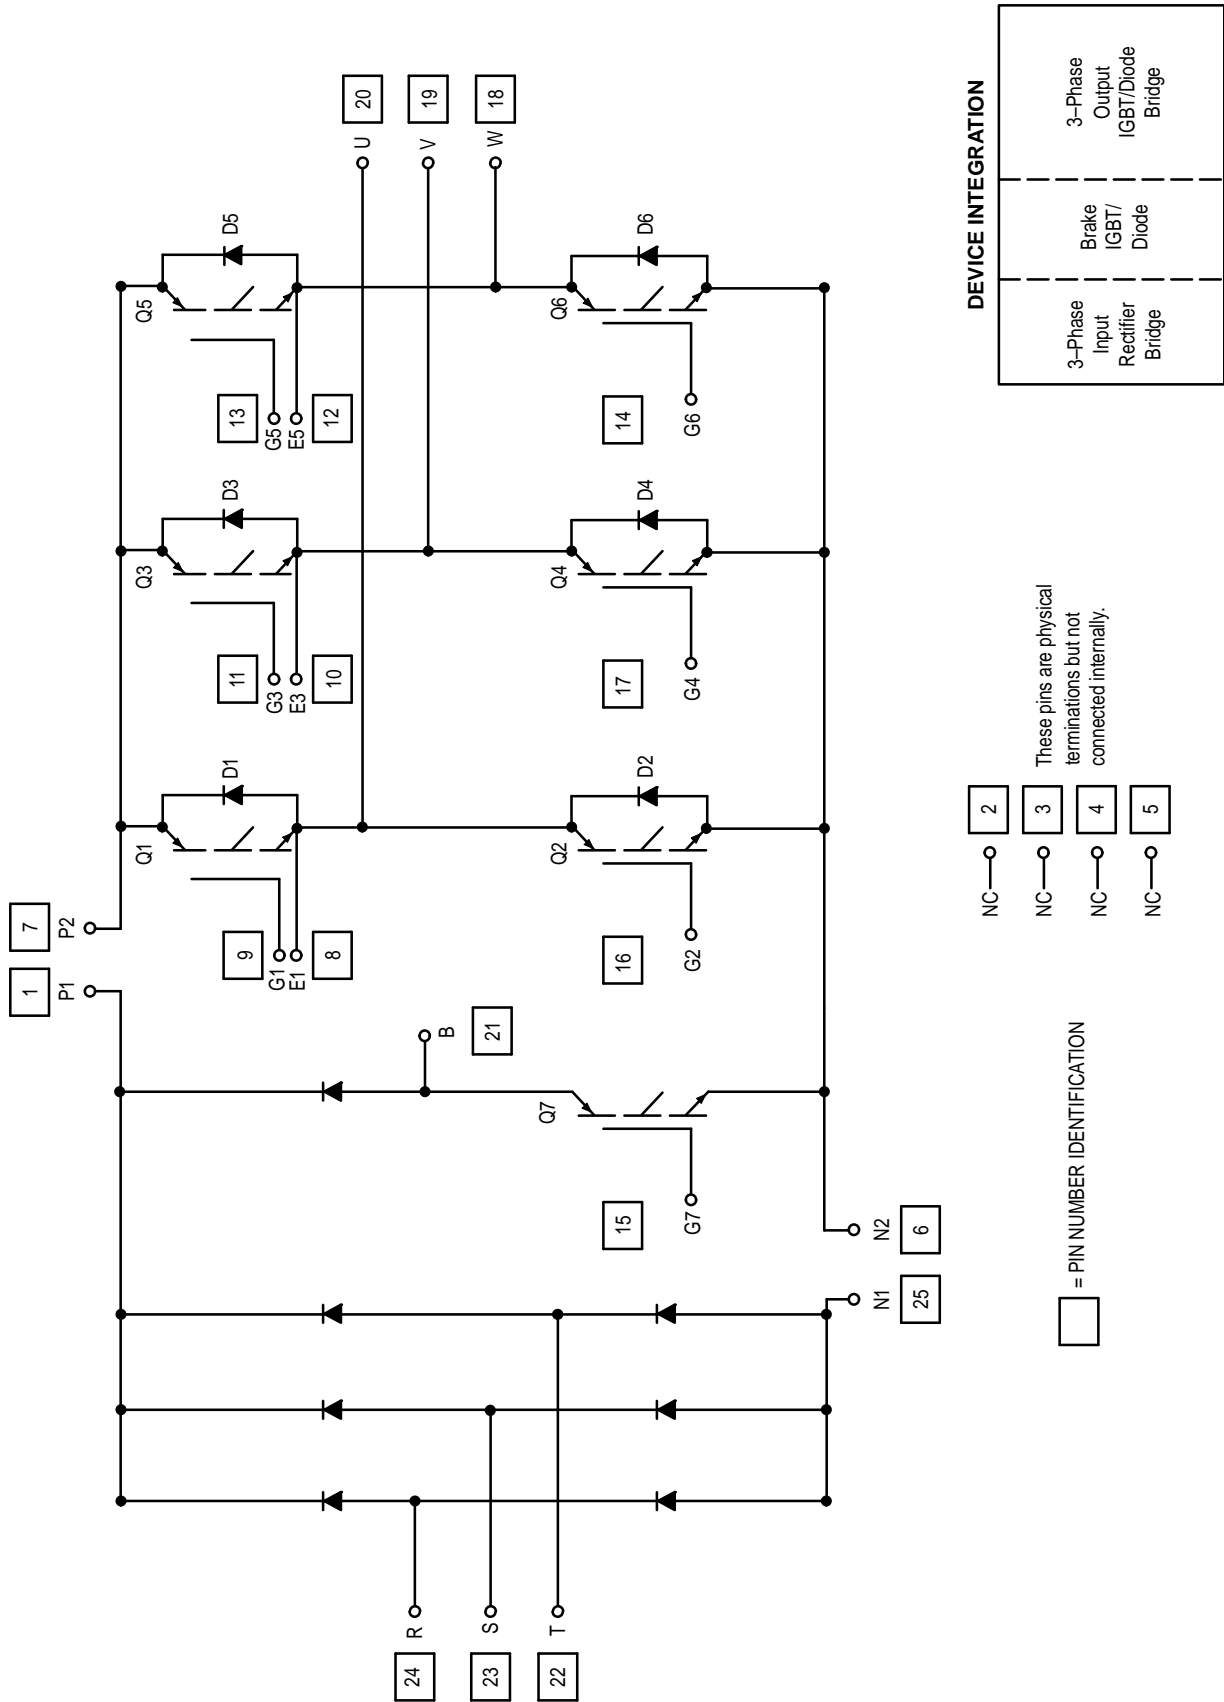 1
P1
7
P2
Q1
D1
Q3
D3
Q5
D5
9
G1
E1
8
11
G3
E3
10
13
G5
E5
12
U
20
V
19
W
18
24
R
23
S
22
T
B
21
Q7
15
G7
Q2
D2
16
G2
Q4
D4
17
G4
Q6
D6
14
G6
N1
25
N2
6
= PIN NUMBER IDENTIFICATION
NC
2
NC
3
NC
4
NC
5
These pins are physical
terminations but not
connected internally.
DEVICE INTEGRATION
3–Phase
Input
Rectifier
Bridge
Brake
IGBT/
Diode
3–Phase
Output
IGBT/Diode
Bridge